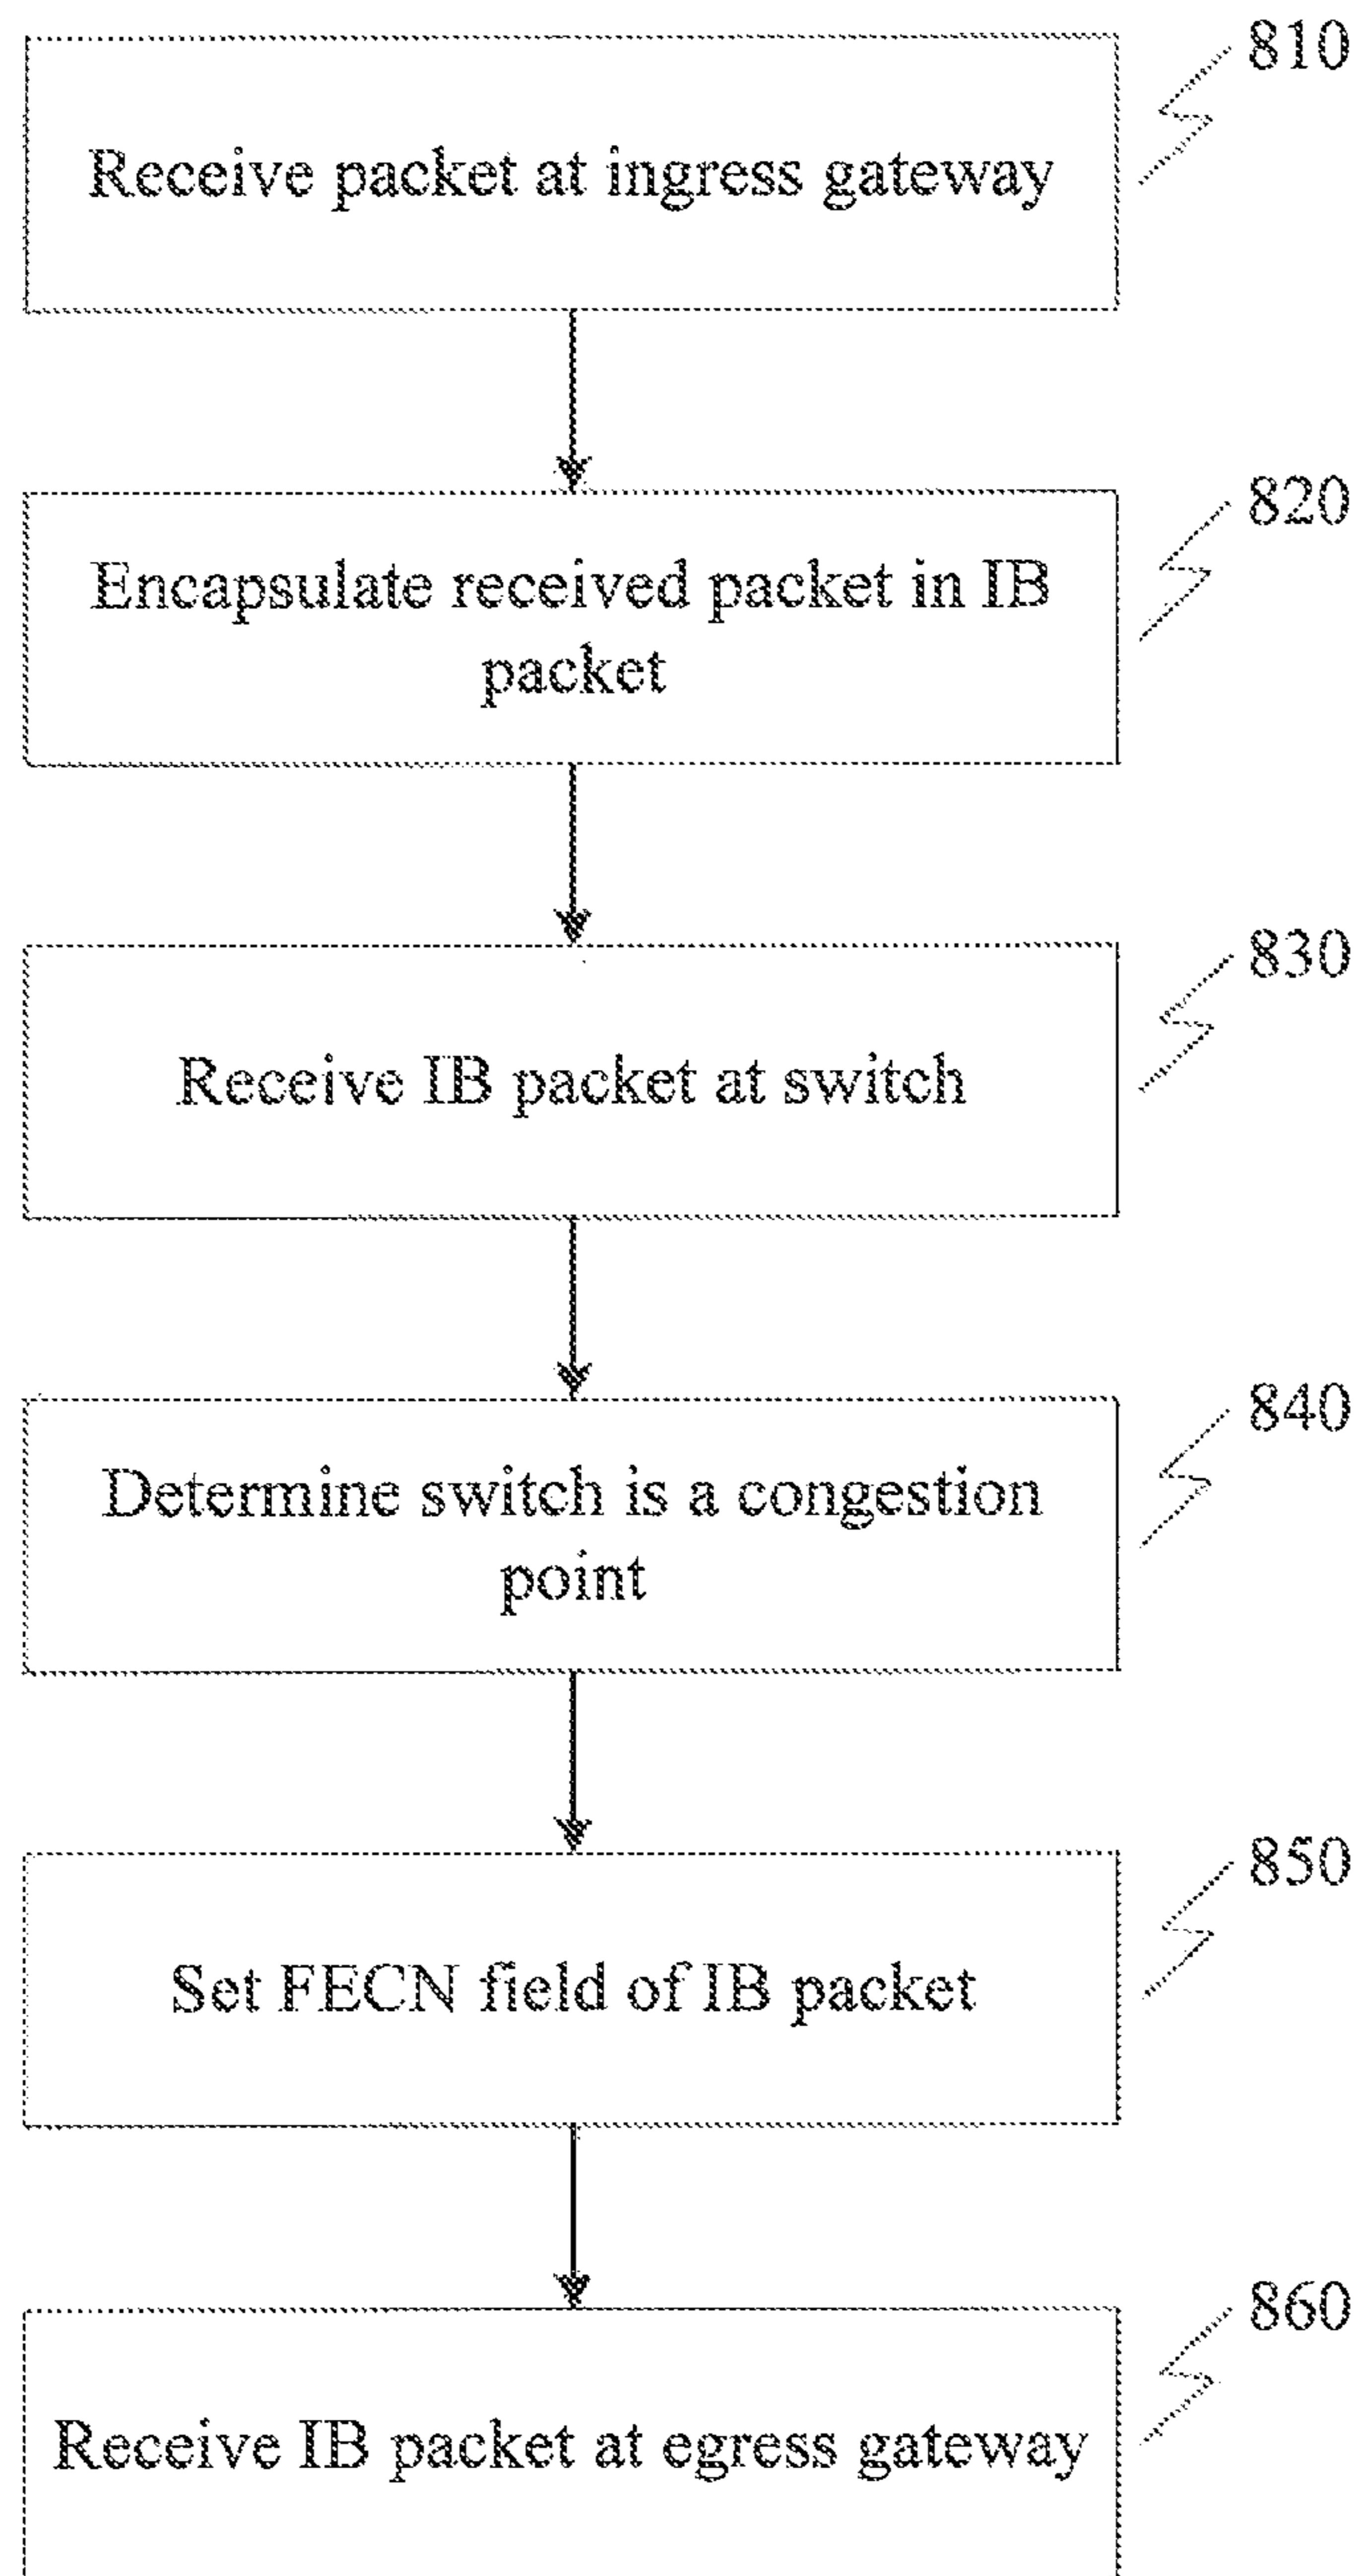 810
Receive packet at ingress gateway
820
Encapsulate received packet in IB
packet
830
Receive IB packet at switch
840
Determine switch is a congestion
point
850
Set FECN field of IB packet
860
Receive IB packet at egress gateway